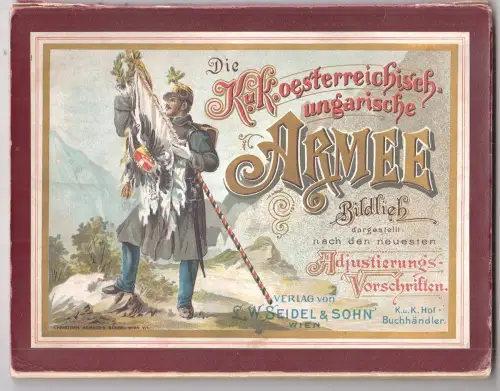 Die
K.u.K. oesterreichisch-
ungarische
ARMEE
Bildlich
dargestellt
nach den neuesten
Adjustierungs-
Vorschriften.
VERLAG von
L. W. SEIDEL & SOHN
WIEN
K.u.K. Hof-
Buchhändler.